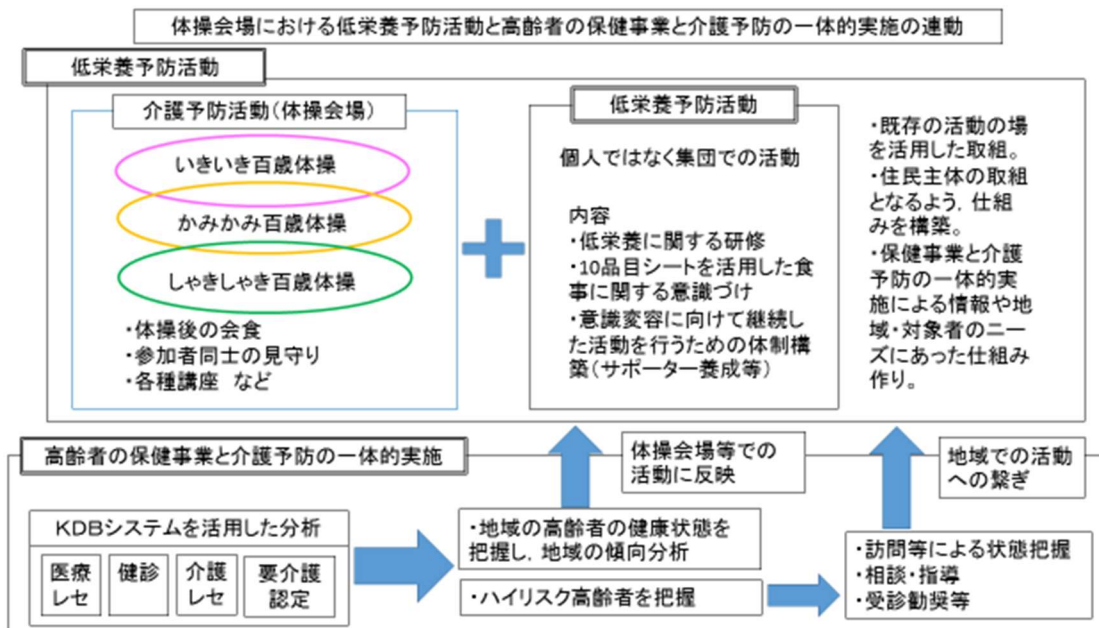 体操会場における低栄養予防活動と高齢者の保健事業と介護予防の一体的実施の連動
低栄養予防活動
介護予防活動(体操会場)
いきいき百歳体操
かみかみ百歳体操
しゃきしゃき百歳体操
・体操後の会食
・参加者同士の見守り
・各種講座 など
低栄養予防活動
個人ではなく集団での活動
内容
・低栄養に関する研修
・10品目シートを活用した食
事に関する意識づけ
・意識変容に向けて継続し
た活動を行うための体制構
築(サポーター養成等)
・既存の活動の場
を活用した取組。
・住民主体の取組
となるよう,仕組
みを構築。
・保健事業と介護
予防の一体的実
施による情報や地
域・対象者のニー
ズにあった仕組み
作り。
高齢者の保健事業と介護予防の一体的実施
体操会場等での
活動に反映
地域での活動
への繋ぎ
KDBシステムを活用した分析
医療
レセ
健診
介護
レセ
要介護
認定
・地域の高齢者の健康状態を
把握し,地域の傾向分析
・ハイリスク高齢者を把握
・訪問等による状態把握
・相談・指導
・受診勧奨等